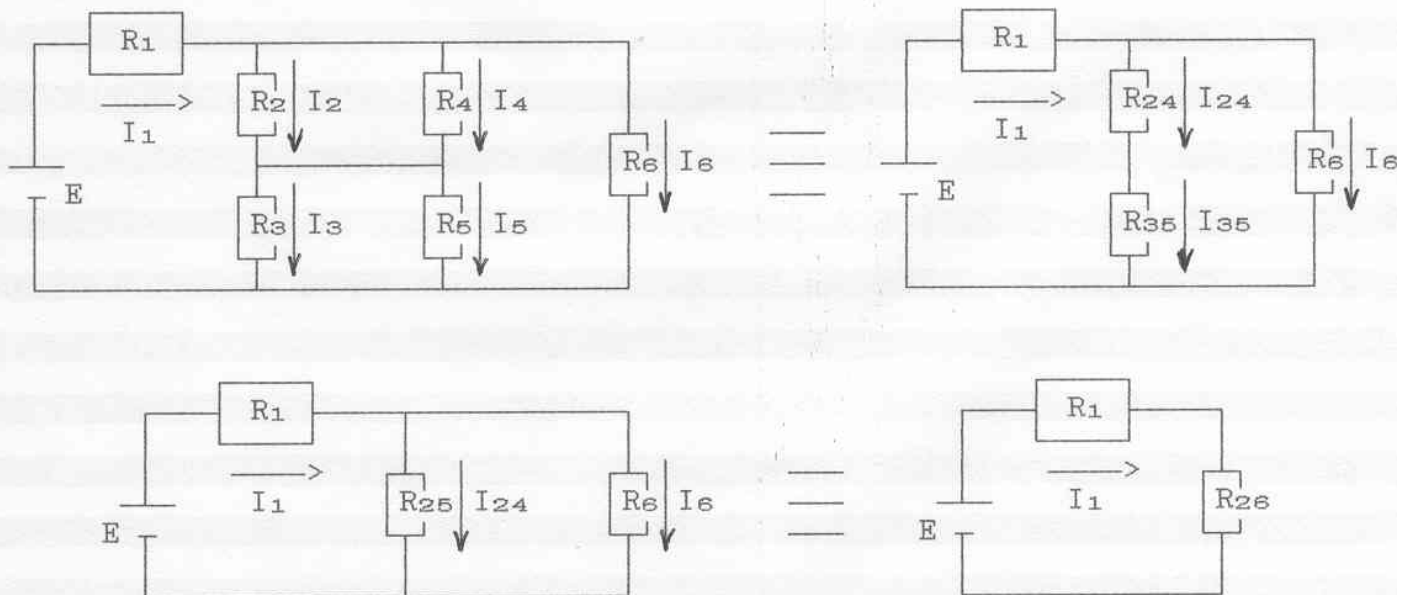 R1 R1
R2 I2 R4 I4 R24 I24
I1 I1
R6 I6 R6 I6
E E
R3 I3 R5 I5 R35 I35
R1 R1
I1 R25 I24 R6 I6 I1 R26
E E